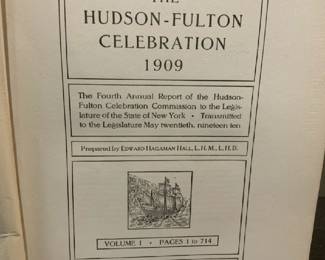 THE
HUDSON-FULTON
CELEBRATION
1909
The Fourth Annual Report of the Hudson-
Fulton Celebration Commission to the Legis-
lature of the State of New York · Transmitted
to the Legislature May twentieth, nineteen ten
Prepared by EDWARD HAGAMAN HALL, L.H.M., L.H.D.
VOLUME I · PAGES 1 to 714